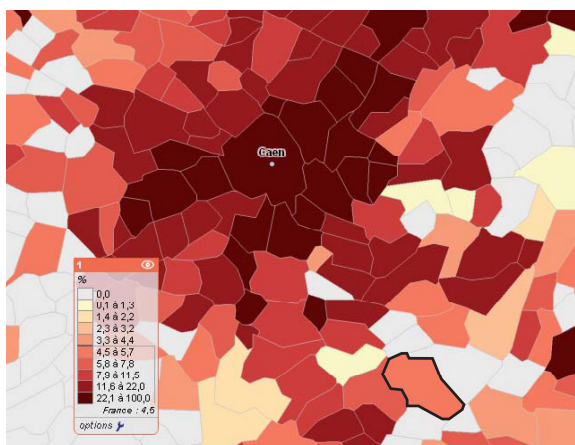 Caen
1
%
0,0
0,1 à 1,3
1,4 à 2,2
2,3 à 3,2
3,3 à 4,4
4,5 à 5,7
5,8 à 7,8
7,9 à 11,5
11,6 à 22,0
22,1 à 100,0
France : 4,5
options